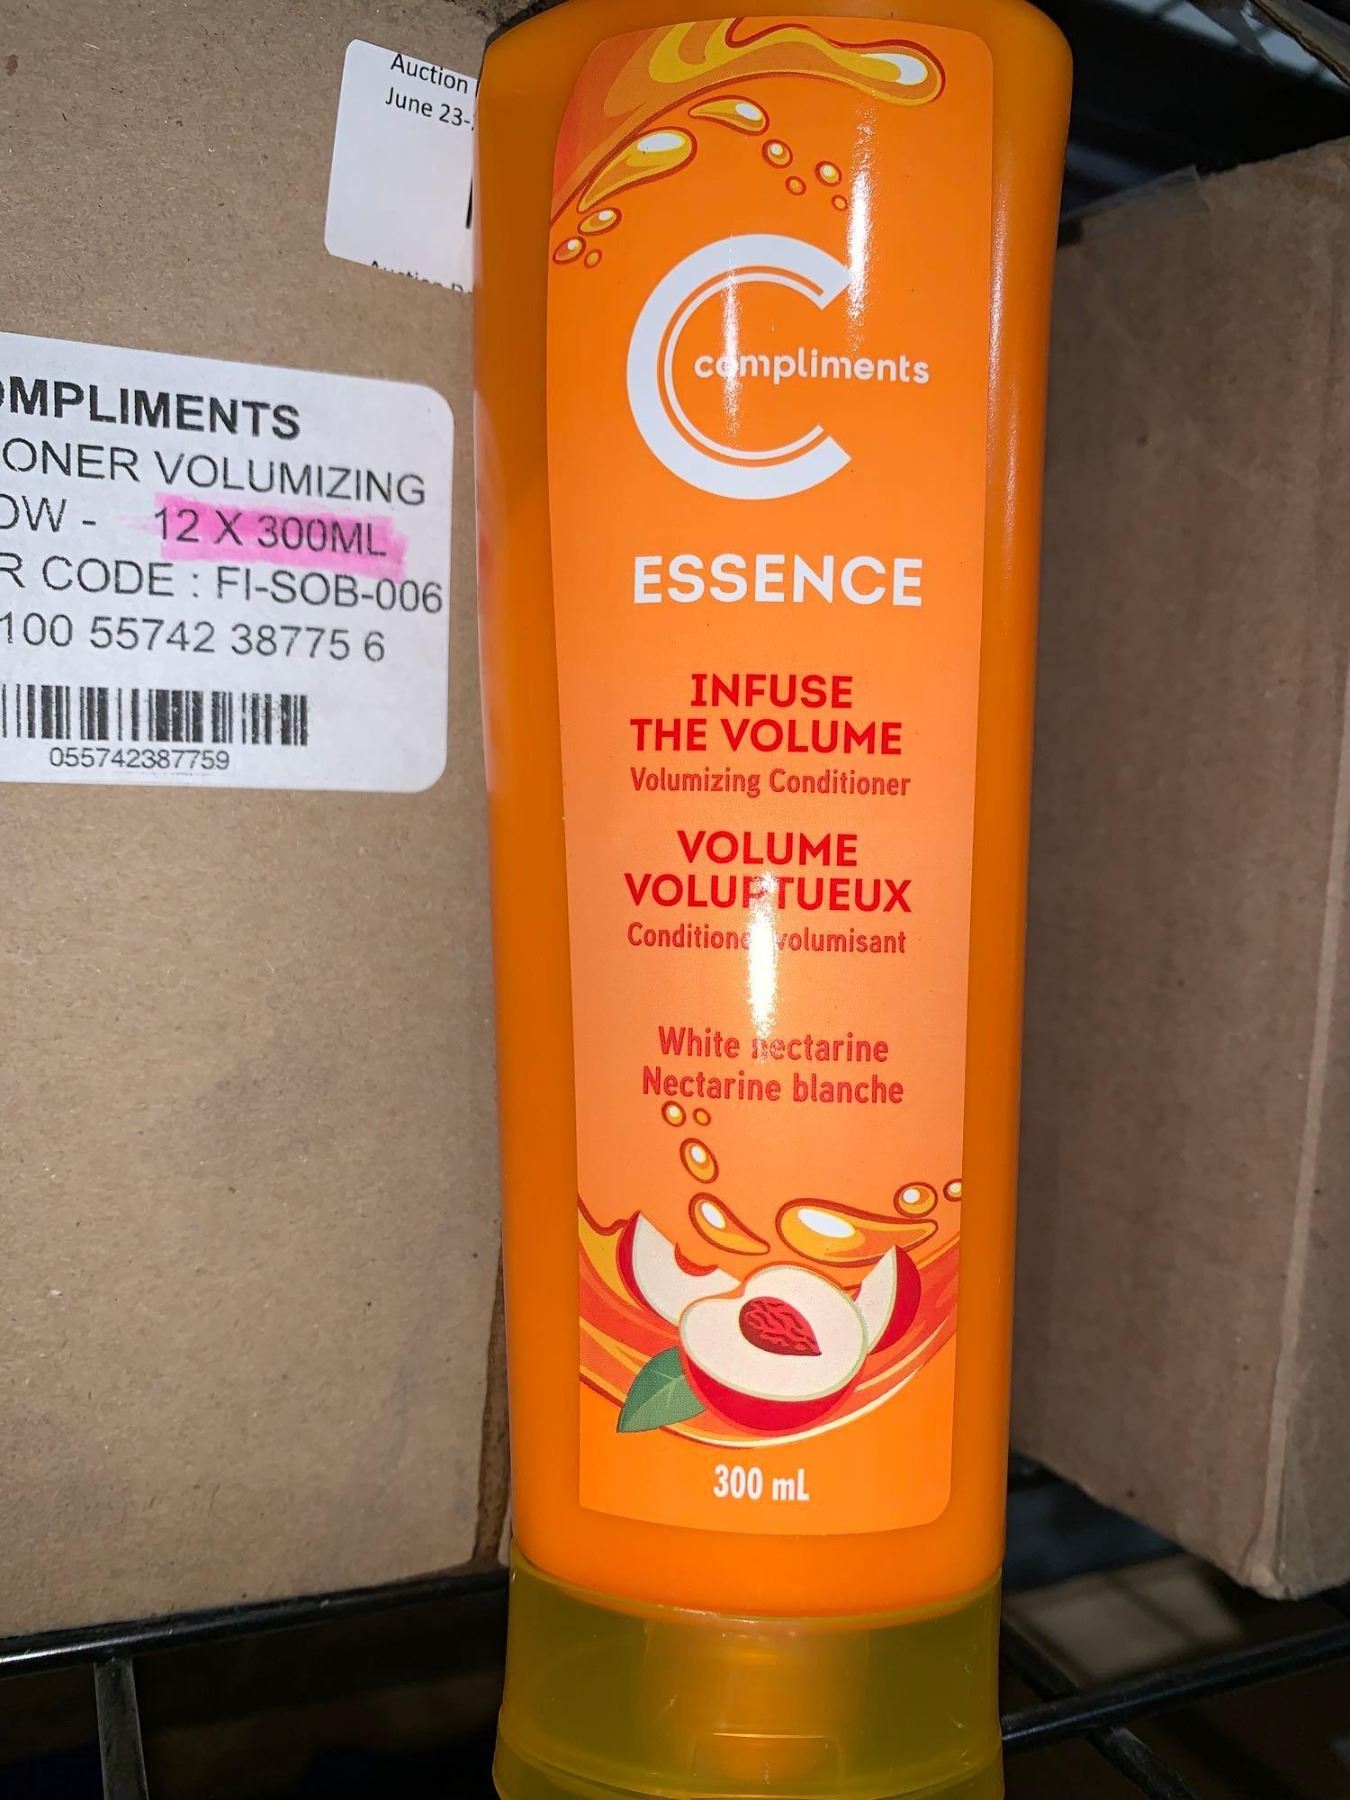 Auction
June 23-
OMPLIMENTS
ONER VOLUMIZING
OW - 12 X 300ML
R CODE : FI-SOB-006
100 55742 38775 6
055742387759
compliments
ESSENCE
INFUSE
THE VOLUME
Volumizing Conditioner
VOLUME
VOLUPTUEUX
Conditioner volumisant
White nectarine
Nectarine blanche
300 mL